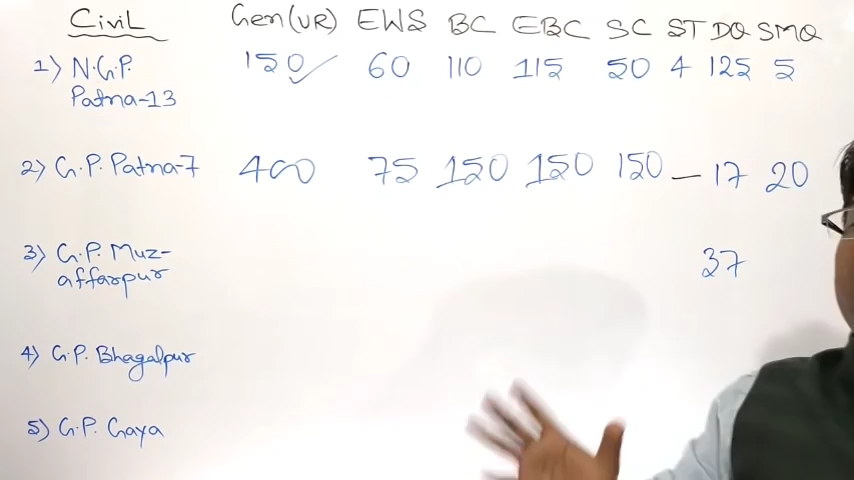 Civil Gen(UR) EWS BC EBC SC ST DQ SMQ
1) N.G.P. 150 60 110 115 50 4 125 5
Patna-13
2) G.P. Patna-7 400 75 150 150 150 — 17 20
3) G.P. Muz- 37
affarpur
4) G.P. Bhagalpur
5) G.P. Gaya